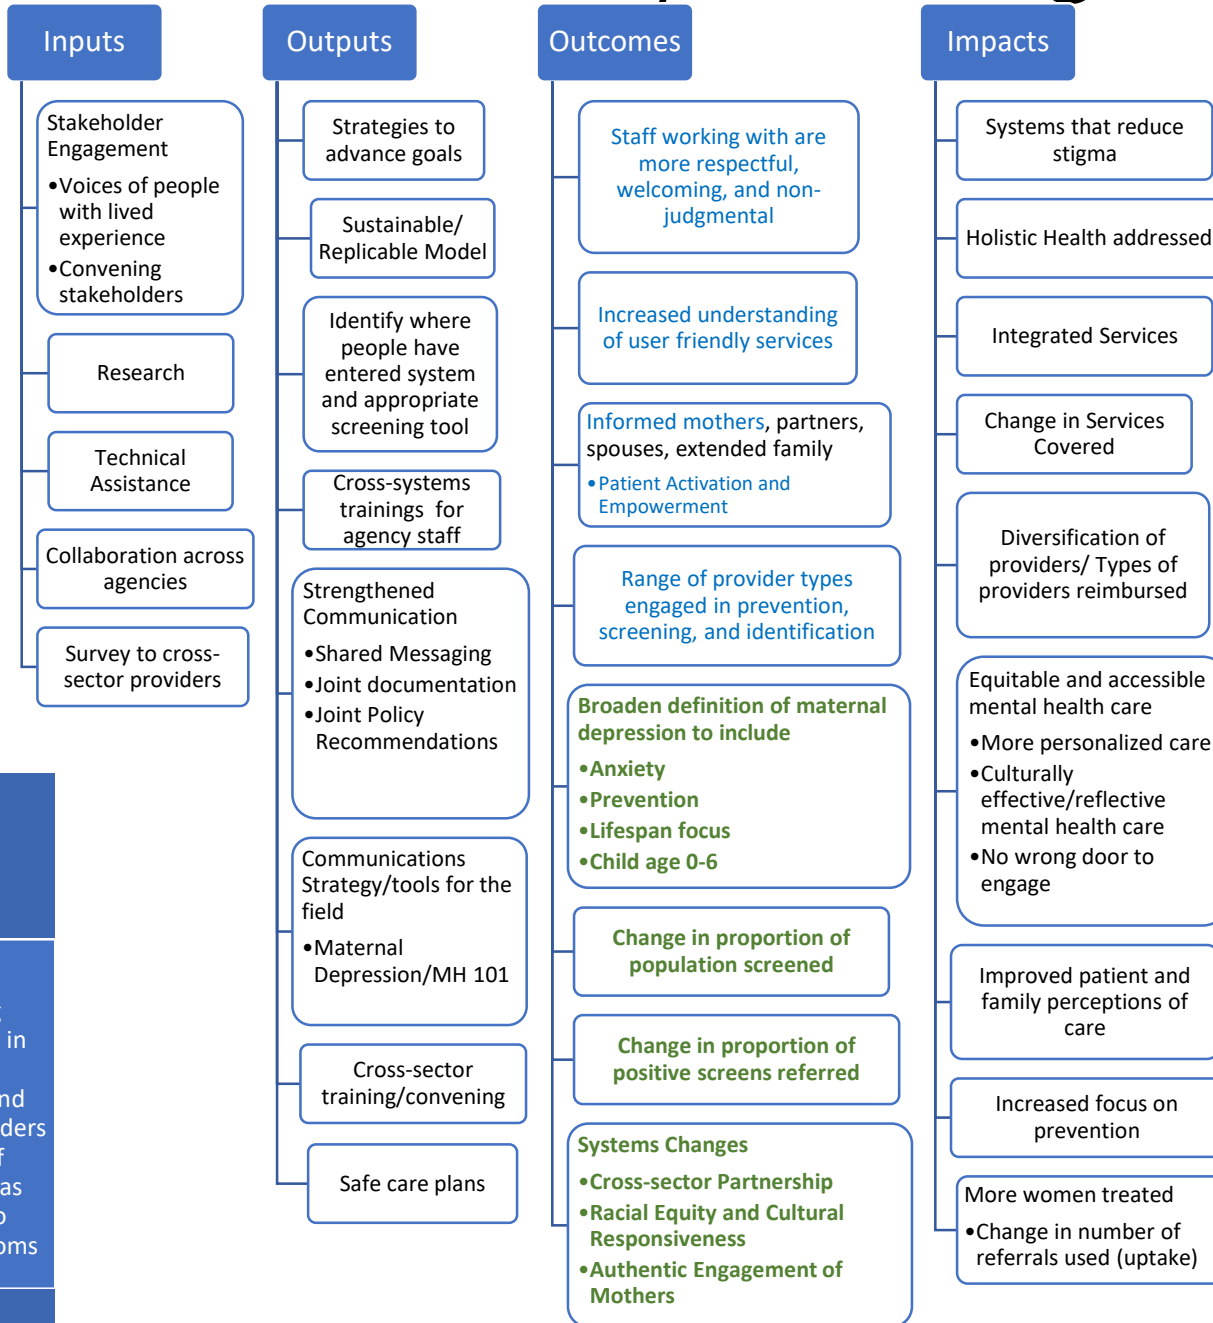 Inputs
Stakeholder
Engagement
•Voices of people
with lived
experience
•Convening
stakeholders
Research
Technical
Assistance
Collaboration across
agencies
Survey to cross-
sector providers
Outputs
Strategies to
advance goals
Sustainable/
Replicable Model
Identify where
people have
entered system
and appropriate
screening tool
Cross-systems
trainings for
agency staff
Strengthened
Communication
•Shared Messaging
•Joint documentation
•Joint Policy
Recommendations
Communications
Strategy/tools for the
field
•Maternal
Depression/MH 101
Cross-sector
training/convening
Safe care plans
Outcomes
Staff working with are
more respectful,
welcoming, and non-
judgmental
Increased understanding
of user friendly services
Informed mothers, partners,
spouses, extended family
•Patient Activation and
Empowerment
Range of provider types
engaged in prevention,
screening, and identification
Broaden definition of maternal
depression to include
•Anxiety
•Prevention
•Lifespan focus
•Child age 0-6
Change in proportion of
population screened
Change in proportion of
positive screens referred
Systems Changes
•Cross-sector Partnership
•Racial Equity and Cultural
Responsiveness
•Authentic Engagement of
Mothers
Impacts
Systems that reduce
stigma
Holistic Health addressed
Integrated Services
Change in Services
Covered
Diversification of
providers/ Types of
providers reimbursed
Equitable and accessible
mental health care
•More personalized care
•Culturally
effective/reflective
mental health care
•No wrong door to
engage
Improved patient and
family perceptions of
care
Increased focus on
prevention
More women treated
•Change in number of
referrals used (uptake)
in
as